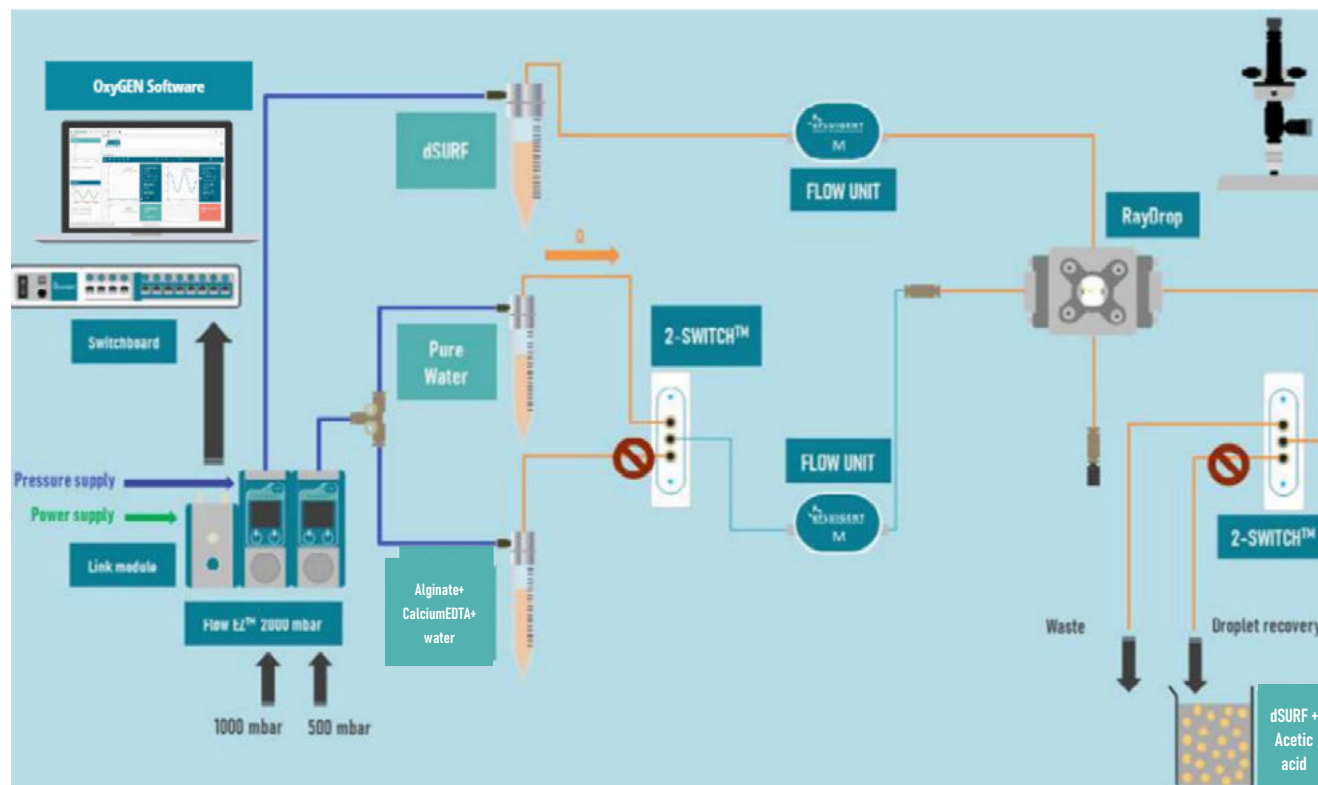 OxyGEN Software
dSURF
FLUIGENT
M
FLOW UNIT
RayDrop
Q
Switchboard
Pure
Water
2-SWITCH™
Pressure supply
Power supply
Link module
Flow EZ™ 2000 mbar
1000 mbar
500 mbar
Alginate+
CalciumEDTA+
water
FLOW UNIT
FLUIGENT
M
2-SWITCH™
Waste
Droplet recovery
dSURF +
Acetic
acid